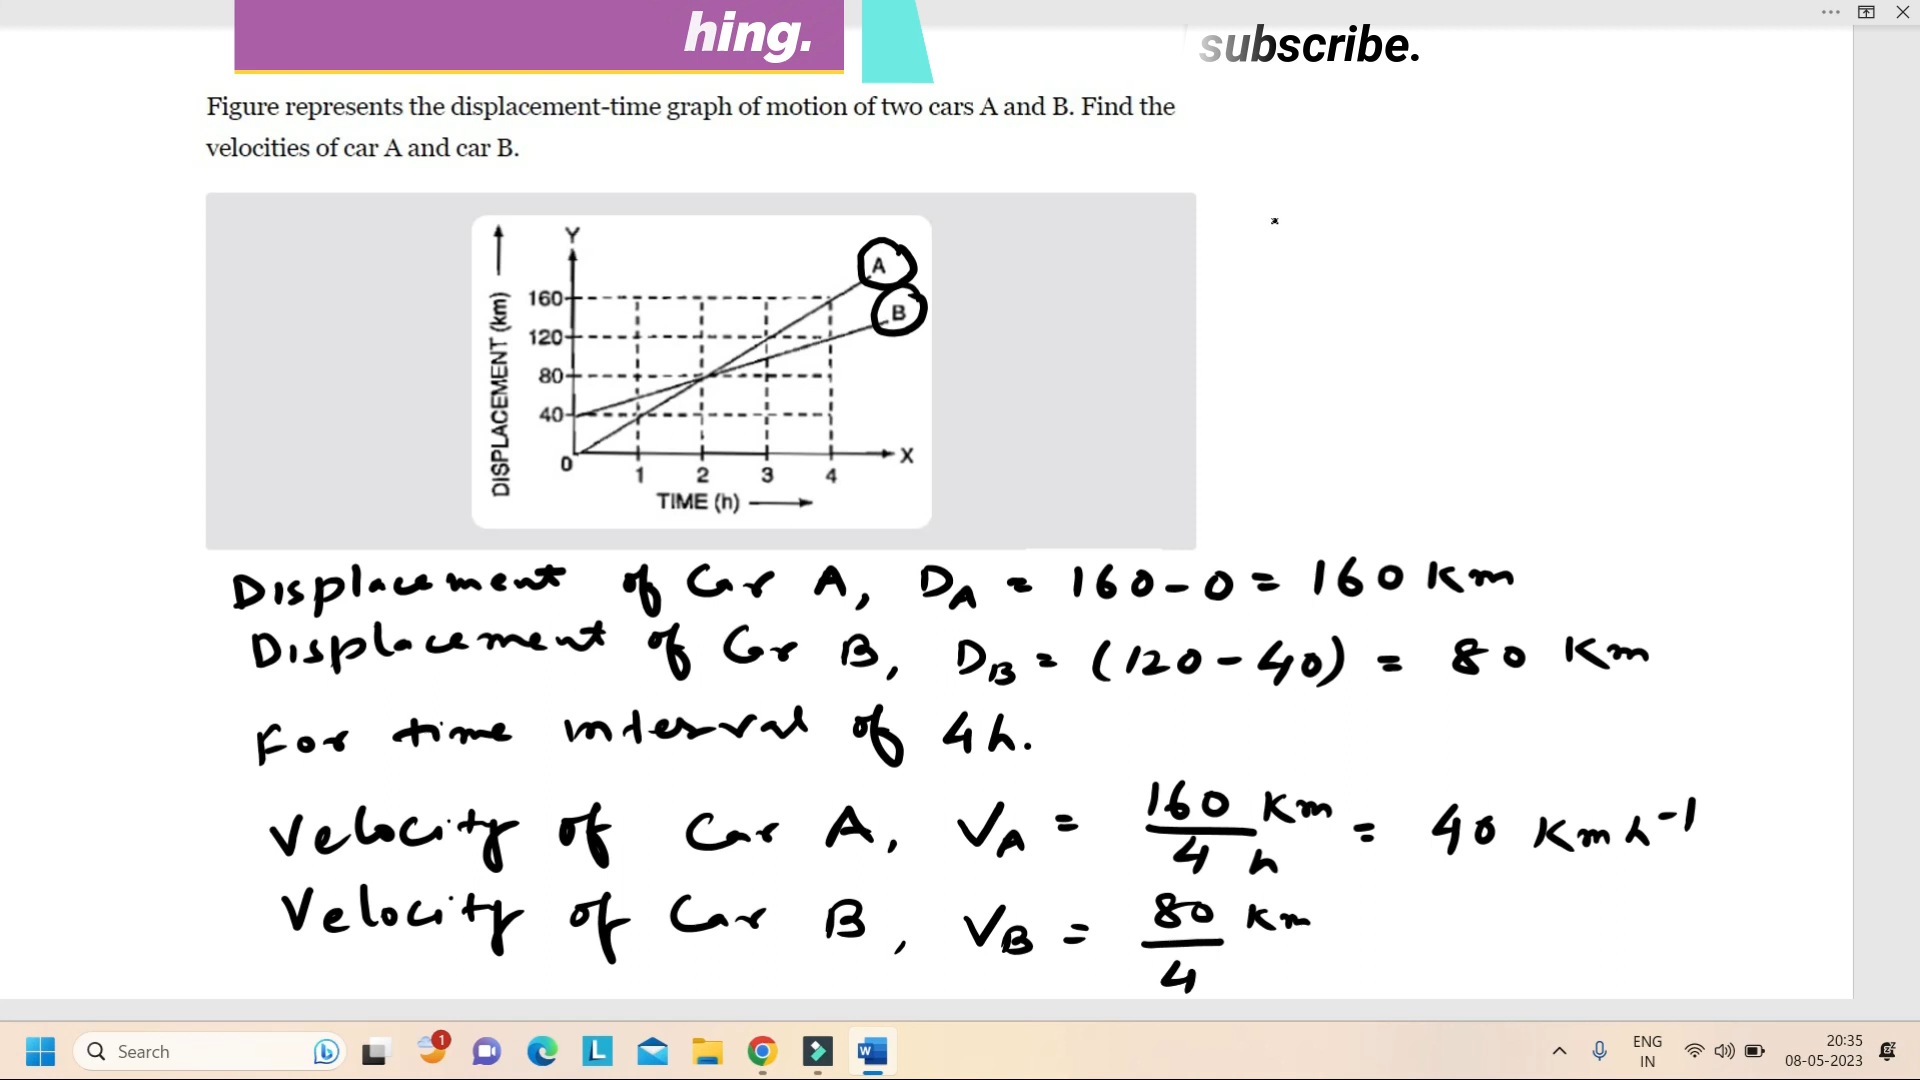 hing.
subscribe.
Figure represents the displacement-time graph of motion of two cars A and B. Find the
velocities of car A and car B.
Y
A
B
DISPLACEMENT (km)
160
120
80
40
0
1 2 3 4
X
TIME (h)
Displacement of Car A, DA = 160-0 = 160 Km
Displacement of Car B, DB = (120-40) = 80 Km
For time interval of 4h.
Velocity of Car A, VA = 160 Km / 4 h = 40 Kmh-1
Velocity of Car B, VB = 80 Km / 4
Search
1
L
W
ENG
IN
20:35
08-05-2023